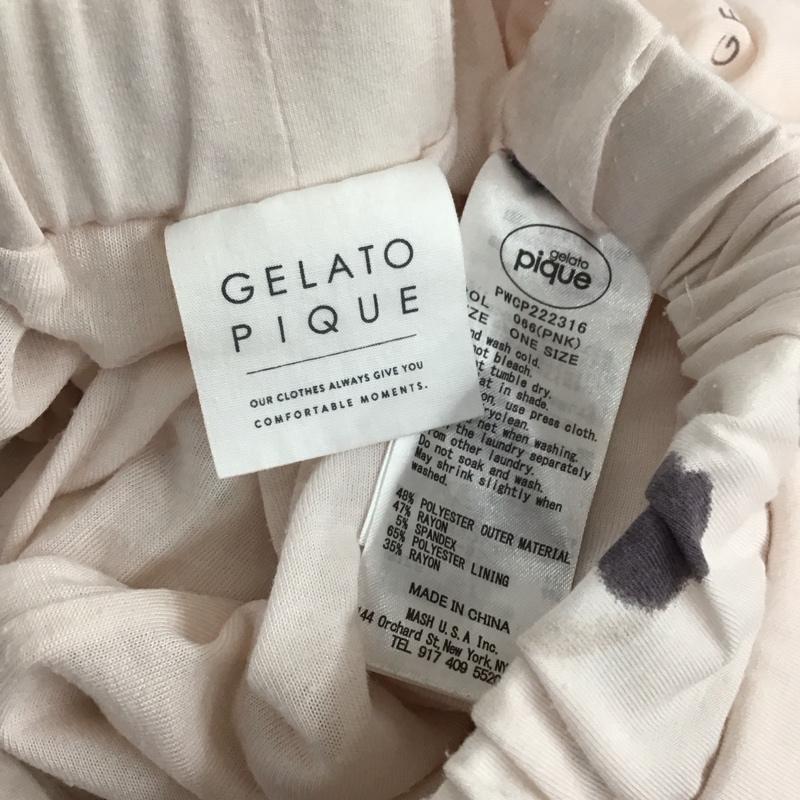 GELATO
PIQUE
OUR CLOTHES ALWAYS GIVE YOU
COMFORTABLE MOMENTS.
gelato
pique
PWCP222316
066(PNK)
ONE SIZE
wash cold.
bleach.
tumble dry.
in shade.
use press cloth.
net when washing.
the laundry separately
from other laundry.
Do not soak and wash.
May shrink slightly when
washed.
48% POLYESTER OUTER MATERIAL
47% RAYON
5% SPANDEX
65% POLYESTER LINING
35% RAYON
MADE IN CHINA
MASH U.S.A Inc.
Orchard St, New York, NY
TEL 917 409
G